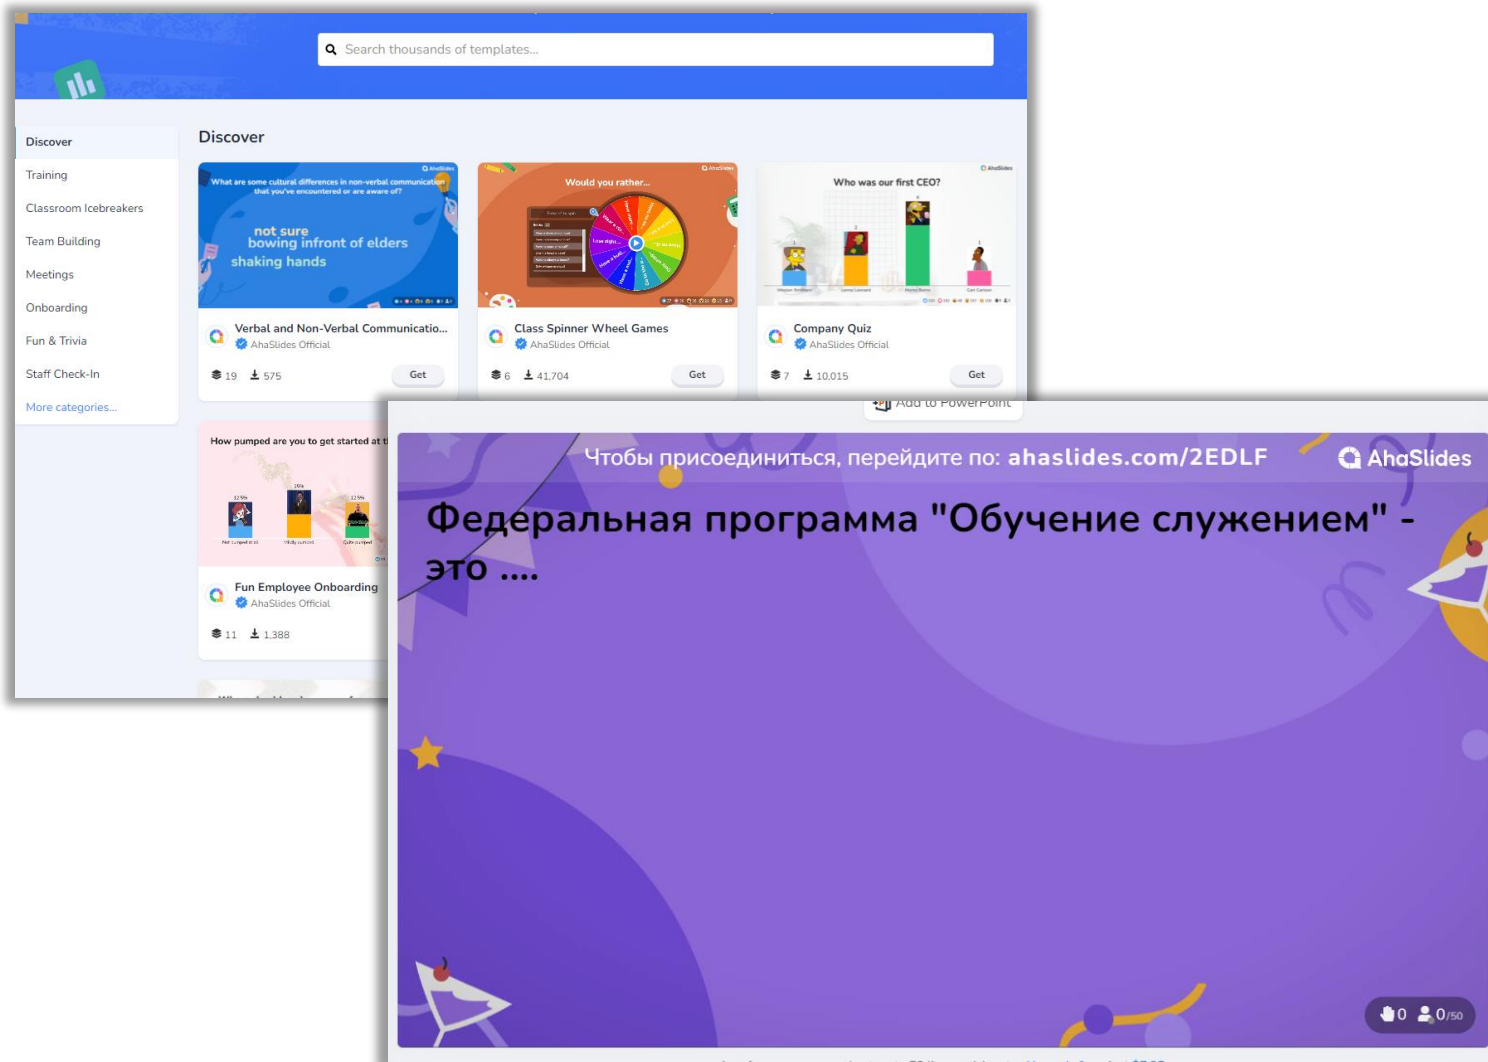 Search thousands of templates...
Discover
Training
Classroom Icebreakers
Team Building
Meetings
Onboarding
Fun & Trivia
Staff Check-In
More categories...
Discover
AhaSlides
What are some cultural differences in non-verbal communication
that you've encountered or are aware of?
not sure
bowing infront of elders
shaking hands
Verbal and Non-Verbal Communicatio...
AhaSlides Official
19 575
Get
AhaSlides
Would you rather...
Class Spinner Wheel Games
AhaSlides Official
6 41,704
Get
AhaSlides
Who was our first CEO?
Company Quiz
AhaSlides Official
7 10,015
Get
How pumped are you to get started at
Fun Employee Onboarding
AhaSlides Official
11 1,388
Add to PowerPoint
Чтобы присоединиться, перейдите по: ahaslides.com/2EDLF
AhaSlides
Федеральная программа "Обучение служением" -
это ....
0 0/50